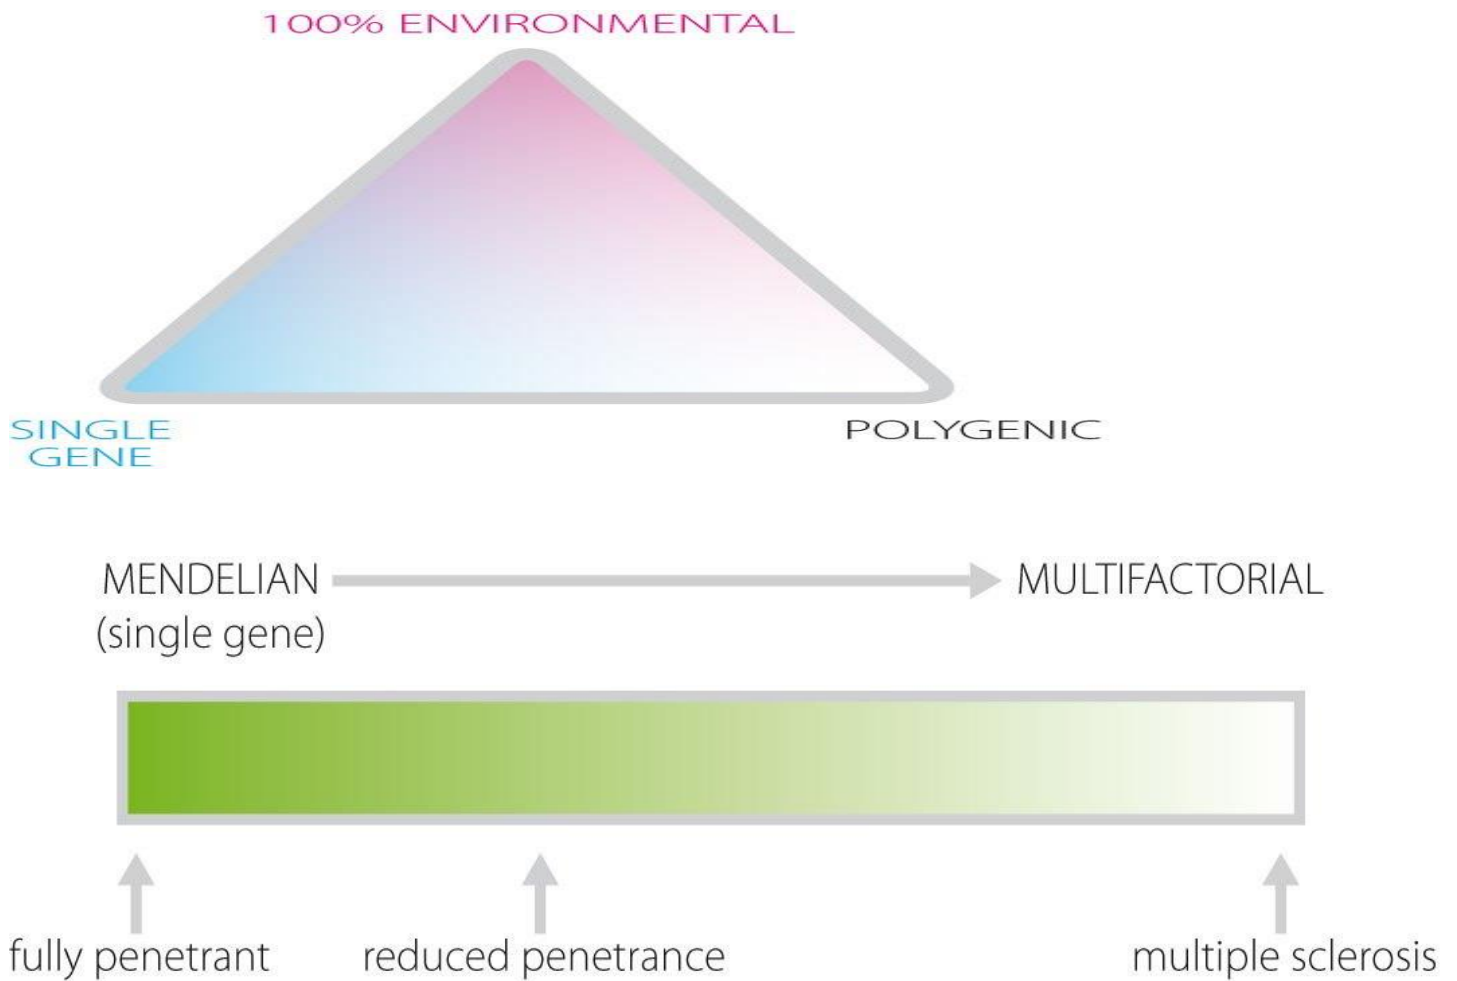 100% ENVIRONMENTAL
SINGLE
GENE
POLYGENIC
MENDELIAN
(single gene)
MULTIFACTORIAL
fully penetrant
reduced penetrance
multiple sclerosis